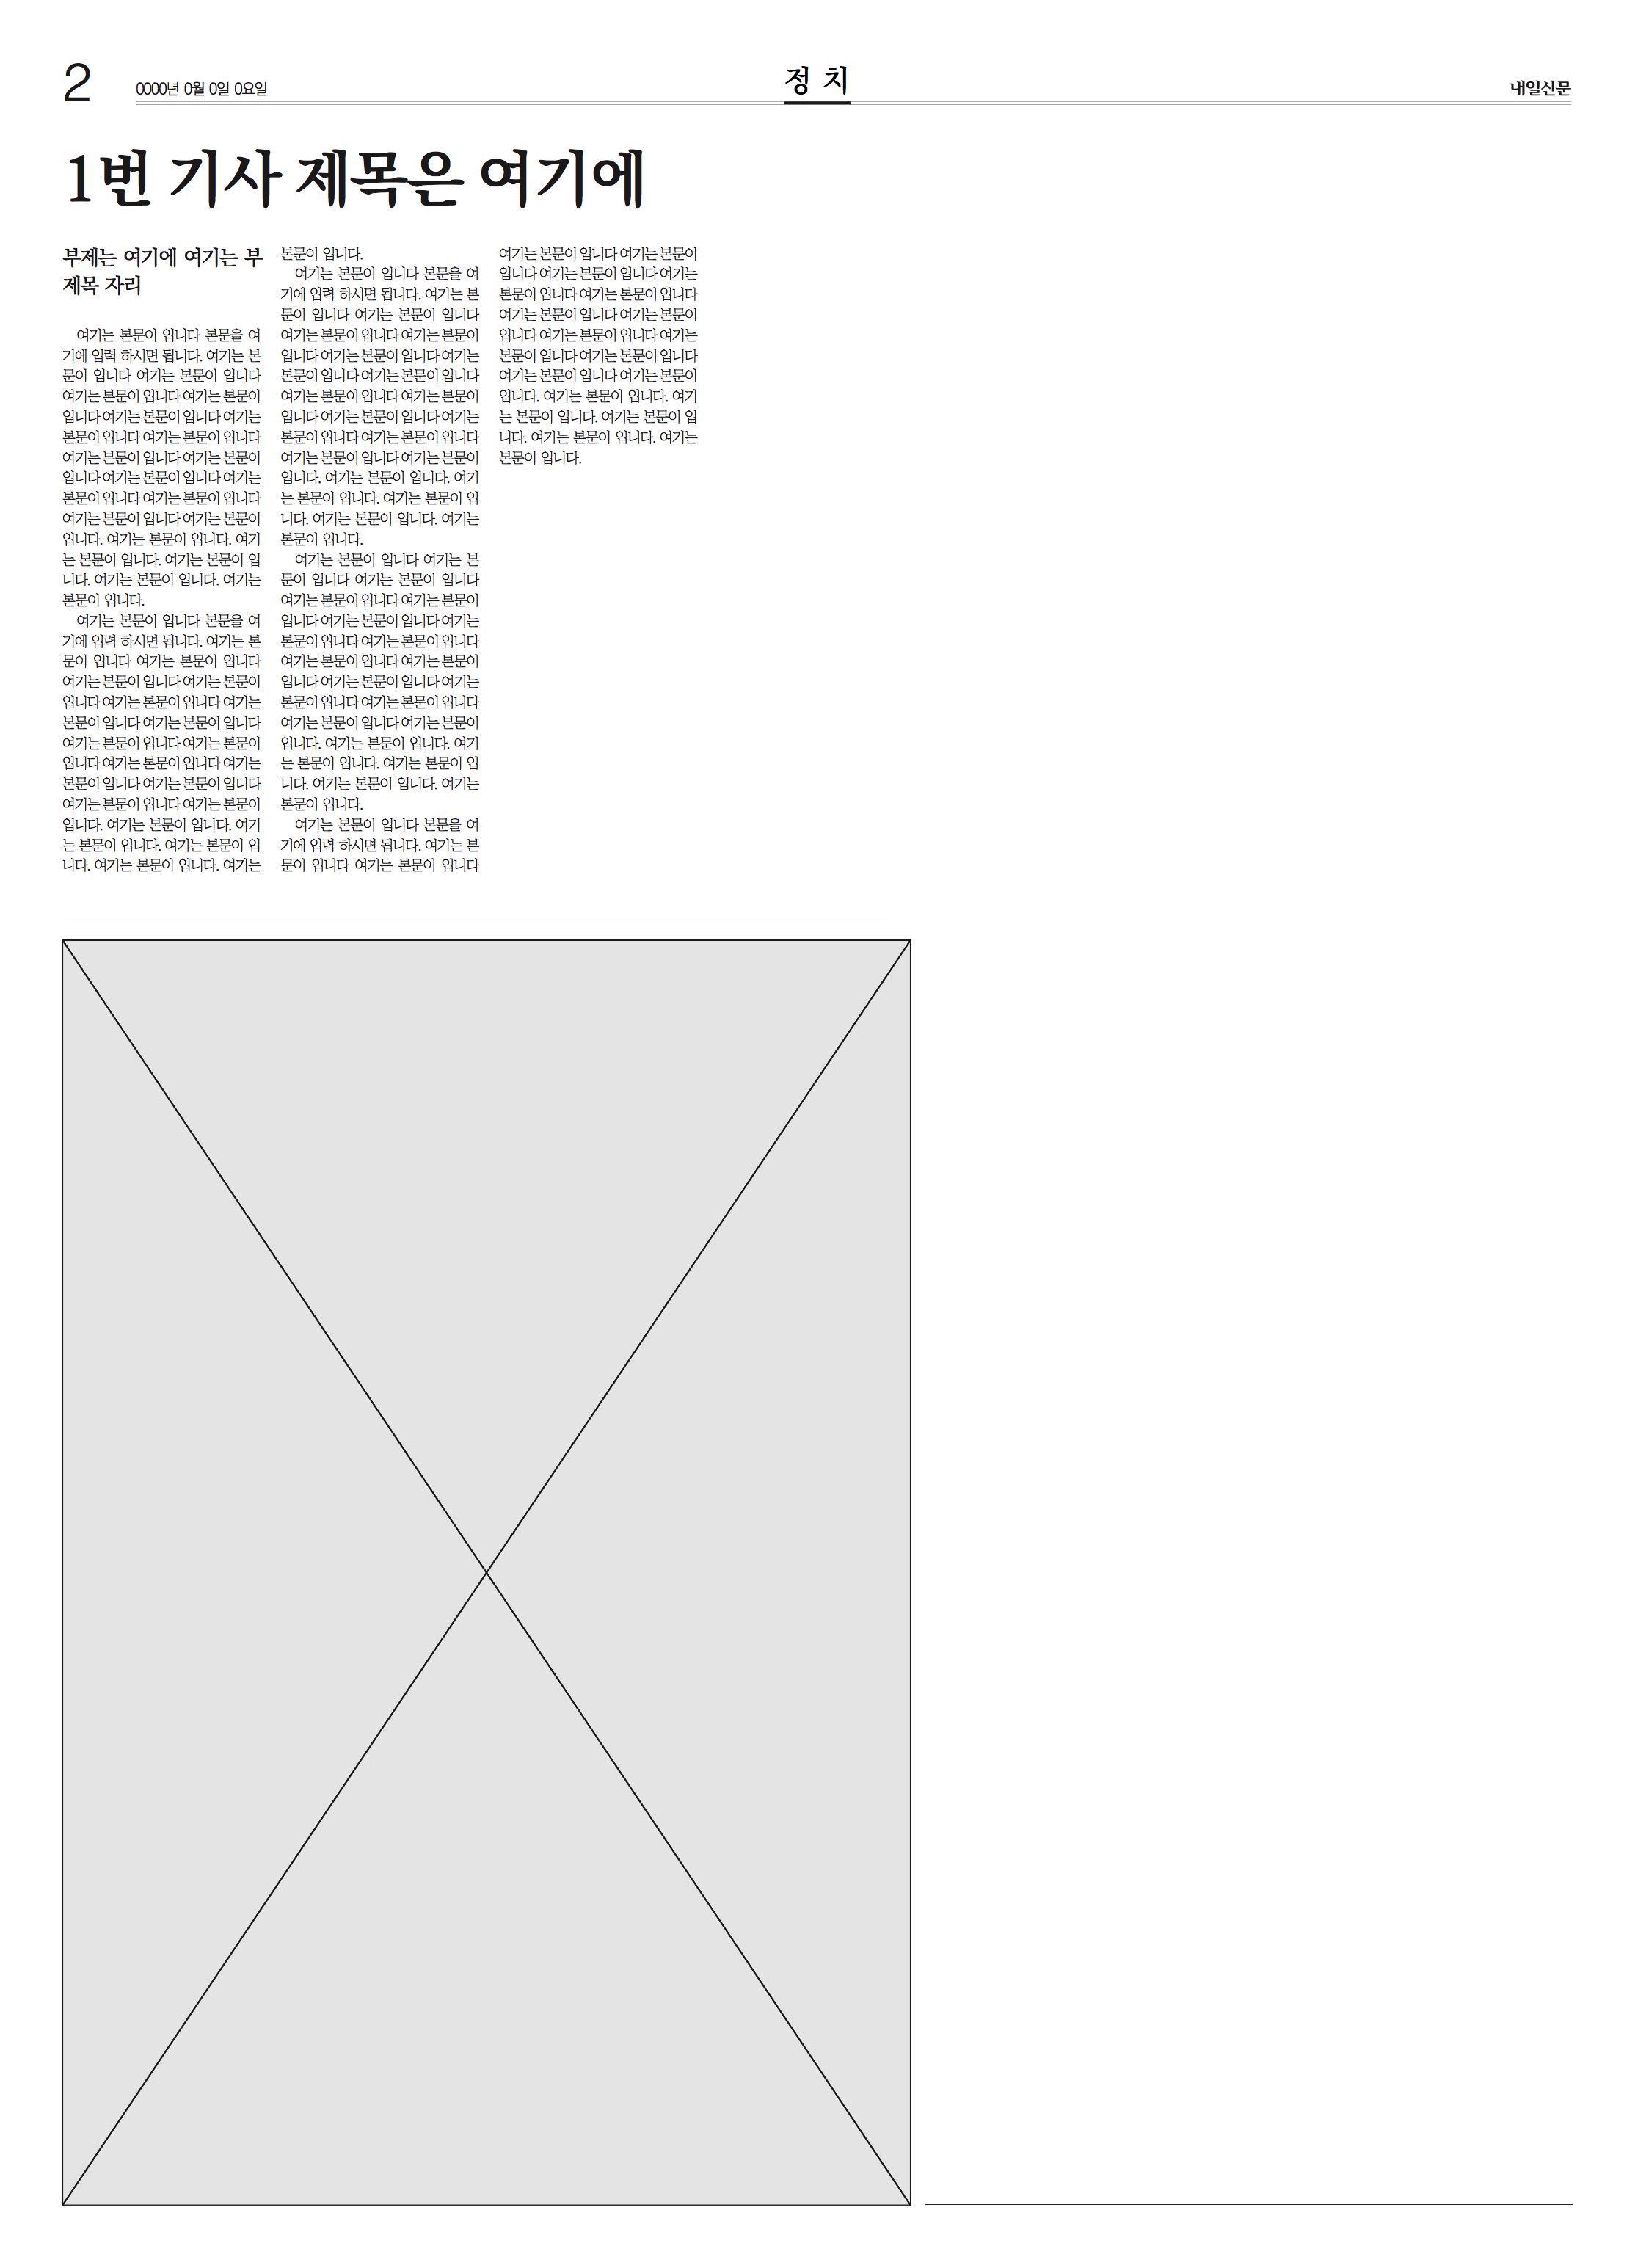 2
0000년 0월 0일 0요일
정 치
내일신문
1번 기사 제목은 여기에
부제는 여기에 여기는 부
제목 자리
여기는 본문이 입니다 본문을 여
기에 입력 하시면 됩니다. 여기는 본
문이 입니다 여기는 본문이 입니다
여기는 본문이 입니다 여기는 본문이
입니다 여기는 본문이 입니다 여기는
본문이 입니다 여기는 본문이 입니다
여기는 본문이 입니다 여기는 본문이
입니다 여기는 본문이 입니다 여기는
본문이 입니다 여기는 본문이 입니다
여기는 본문이 입니다 여기는 본문이
입니다. 여기는 본문이 입니다. 여기
는 본문이 입니다. 여기는 본문이 입
니다. 여기는 본문이 입니다. 여기는
본문이 입니다.
여기는 본문이 입니다 본문을 여
기에 입력 하시면 됩니다. 여기는 본
문이 입니다 여기는 본문이 입니다
여기는 본문이 입니다 여기는 본문이
입니다 여기는 본문이 입니다 여기는
본문이 입니다 여기는 본문이 입니다
여기는 본문이 입니다 여기는 본문이
입니다 여기는 본문이 입니다 여기는
본문이 입니다 여기는 본문이 입니다
여기는 본문이 입니다 여기는 본문이
입니다. 여기는 본문이 입니다. 여기
는 본문이 입니다. 여기는 본문이 입
니다. 여기는 본문이 입니다. 여기는
본문이 입니다.
여기는 본문이 입니다 본문을 여
기에 입력 하시면 됩니다. 여기는 본
문이 입니다 여기는 본문이 입니다
여기는 본문이 입니다 여기는 본문이
입니다 여기는 본문이 입니다 여기는
본문이 입니다 여기는 본문이 입니다
여기는 본문이 입니다 여기는 본문이
입니다 여기는 본문이 입니다 여기는
본문이 입니다 여기는 본문이 입니다
여기는 본문이 입니다 여기는 본문이
입니다. 여기는 본문이 입니다. 여기
는 본문이 입니다. 여기는 본문이 입
니다. 여기는 본문이 입니다. 여기는
본문이 입니다.
여기는 본문이 입니다 여기는 본
문이 입니다 여기는 본문이 입니다
여기는 본문이 입니다 여기는 본문이
입니다 여기는 본문이 입니다 여기는
본문이 입니다 여기는 본문이 입니다
여기는 본문이 입니다 여기는 본문이
입니다 여기는 본문이 입니다 여기는
본문이 입니다 여기는 본문이 입니다
여기는 본문이 입니다 여기는 본문이
입니다. 여기는 본문이 입니다. 여기
는 본문이 입니다. 여기는 본문이 입
니다. 여기는 본문이 입니다. 여기는
본문이 입니다.
여기는 본문이 입니다 본문을 여
기에 입력 하시면 됩니다. 여기는 본
문이 입니다 여기는 본문이 입니다
여기는 본문이 입니다 여기는 본문이
입니다 여기는 본문이 입니다 여기는
본문이 입니다 여기는 본문이 입니다
여기는 본문이 입니다 여기는 본문이
입니다 여기는 본문이 입니다 여기는
본문이 입니다 여기는 본문이 입니다
여기는 본문이 입니다 여기는 본문이
입니다. 여기는 본문이 입니다. 여기
는 본문이 입니다. 여기는 본문이 입
니다. 여기는 본문이 입니다. 여기는
본문이 입니다.